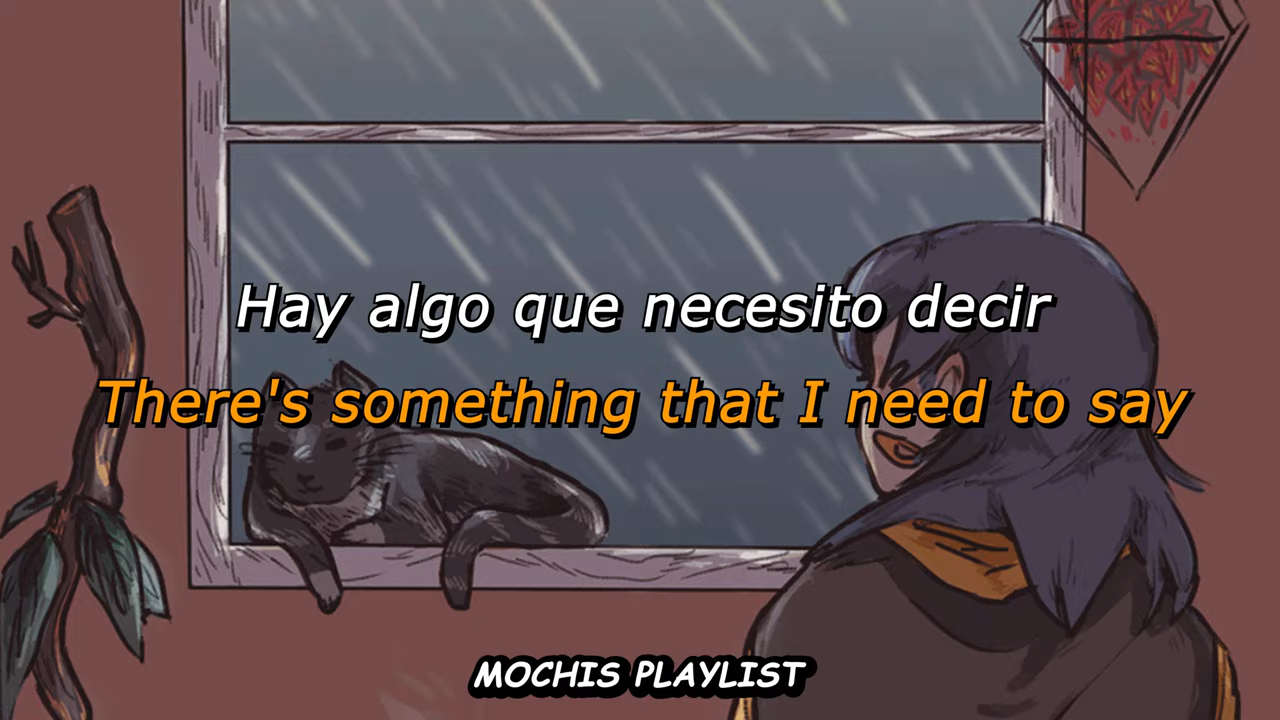 Hay algo que necesito decir
There's something that I need to say
MOCHIS PLAYLIST